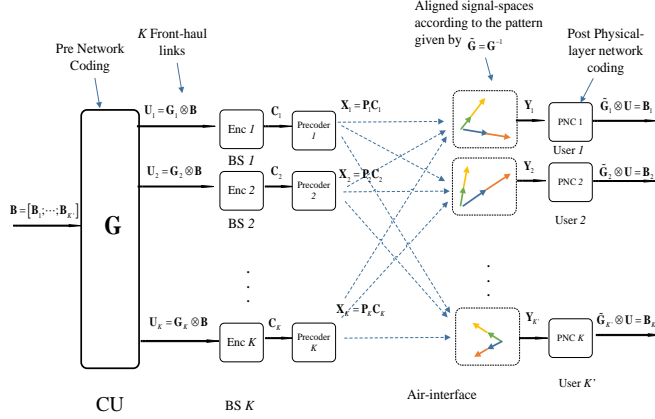 Pre Network
Coding
K Front-haul
links
Aligned signal-spaces
according to the pattern
given by G̃ = G⁻¹
Post Physical-
layer network
coding
U₁ = G₁ ⊗ B
Enc 1
C₁
Precoder
1
X₁ = P₁C₁
Y₁
PNC 1
G̃₁ ⊗ U = B₁
BS 1
User 1
U₂ = G₂ ⊗ B
Enc 2
C₂
Precoder
2
X₂ = P₂C₂
Y₂
PNC 2
G̃₂ ⊗ U = B₂
BS 2
User 2
B = [B₁;⋯;B_K']
G
U_K = G_K ⊗ B
Enc K
C_K
Precoder
K
X_K = P_K C_K
Y_K'
PNC K
G̃_K' ⊗ U = B_K
CU
BS K
Air-interface
User K'